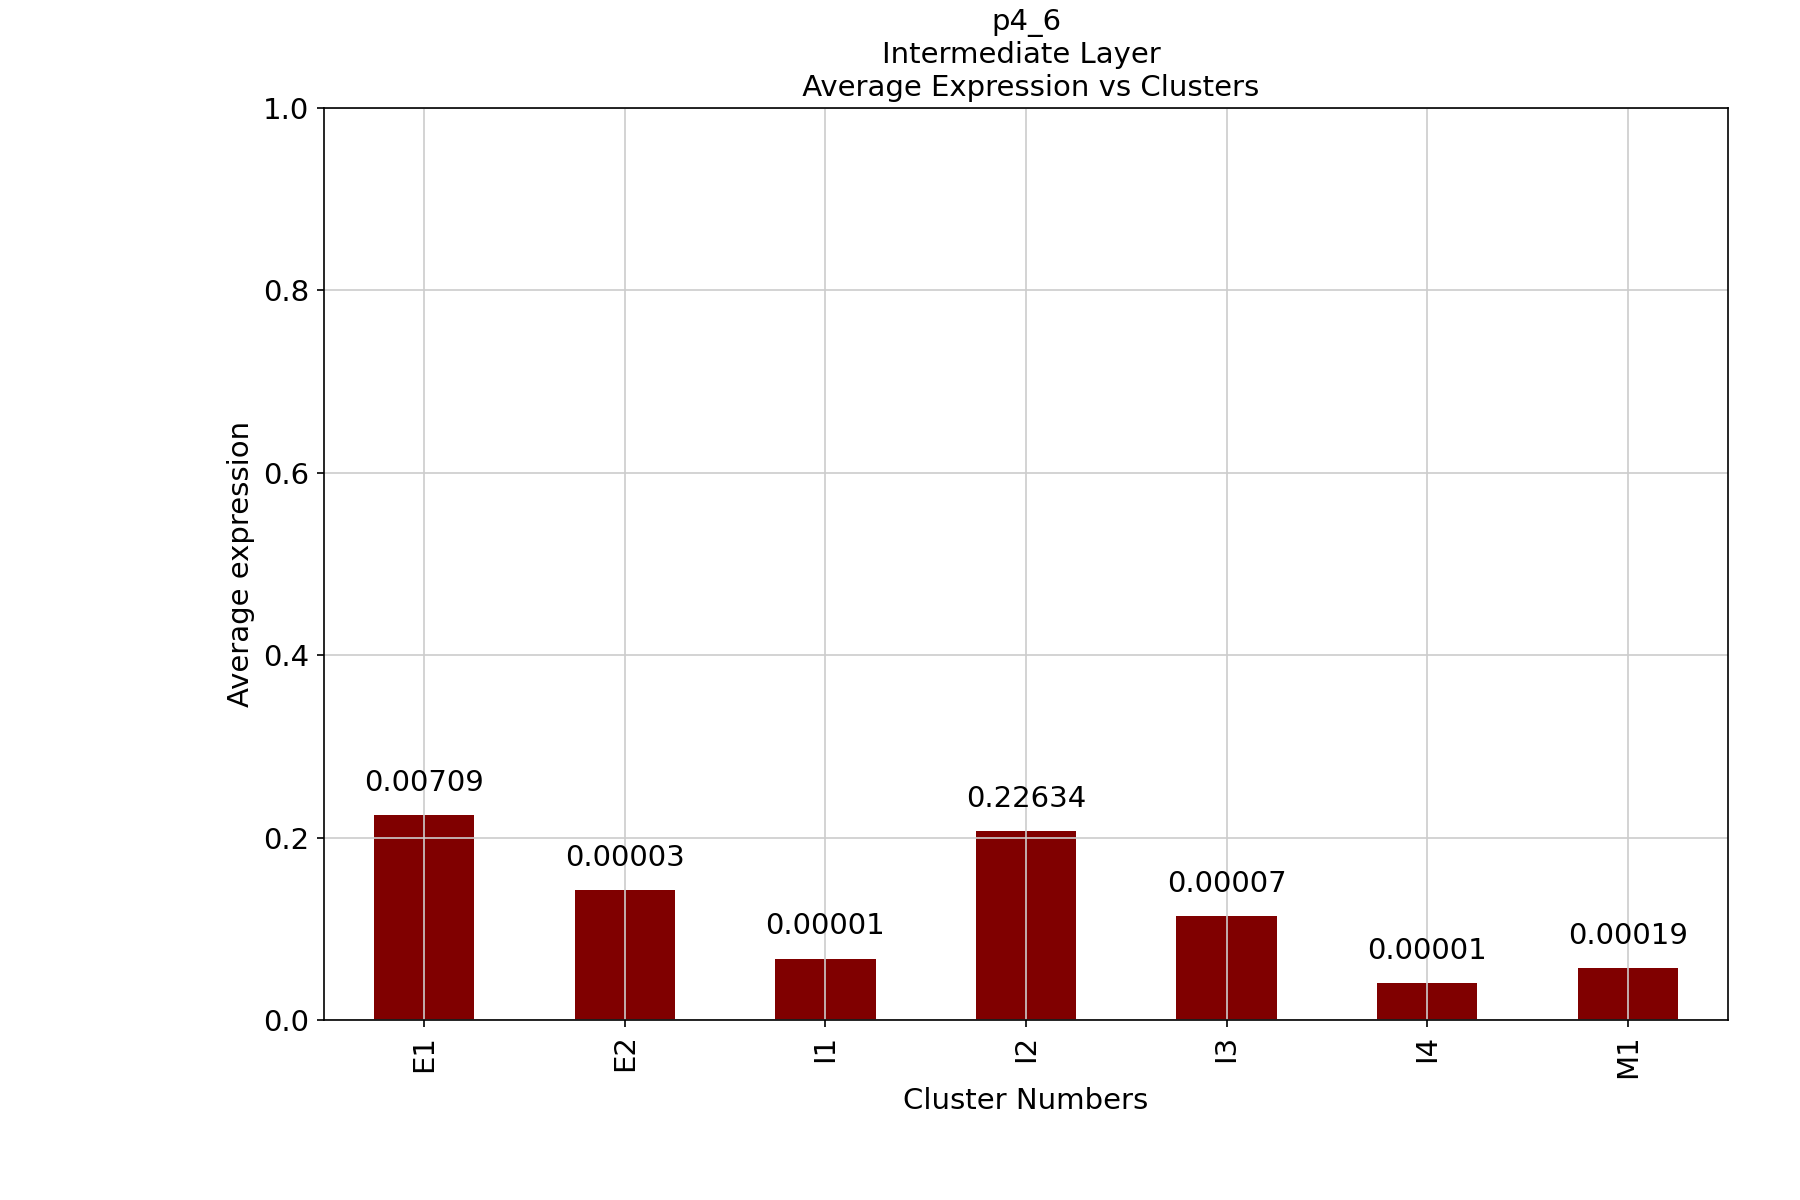 p4_6
Intermediate Layer
Average Expression vs Clusters
Average expression
1.0
0.8
0.6
0.4
0.2
0.0
0.00709
0.00003
0.00001
0.22634
0.00007
0.00001
0.00019
E1
E2
I1
I2
I3
I4
M1
Cluster Numbers